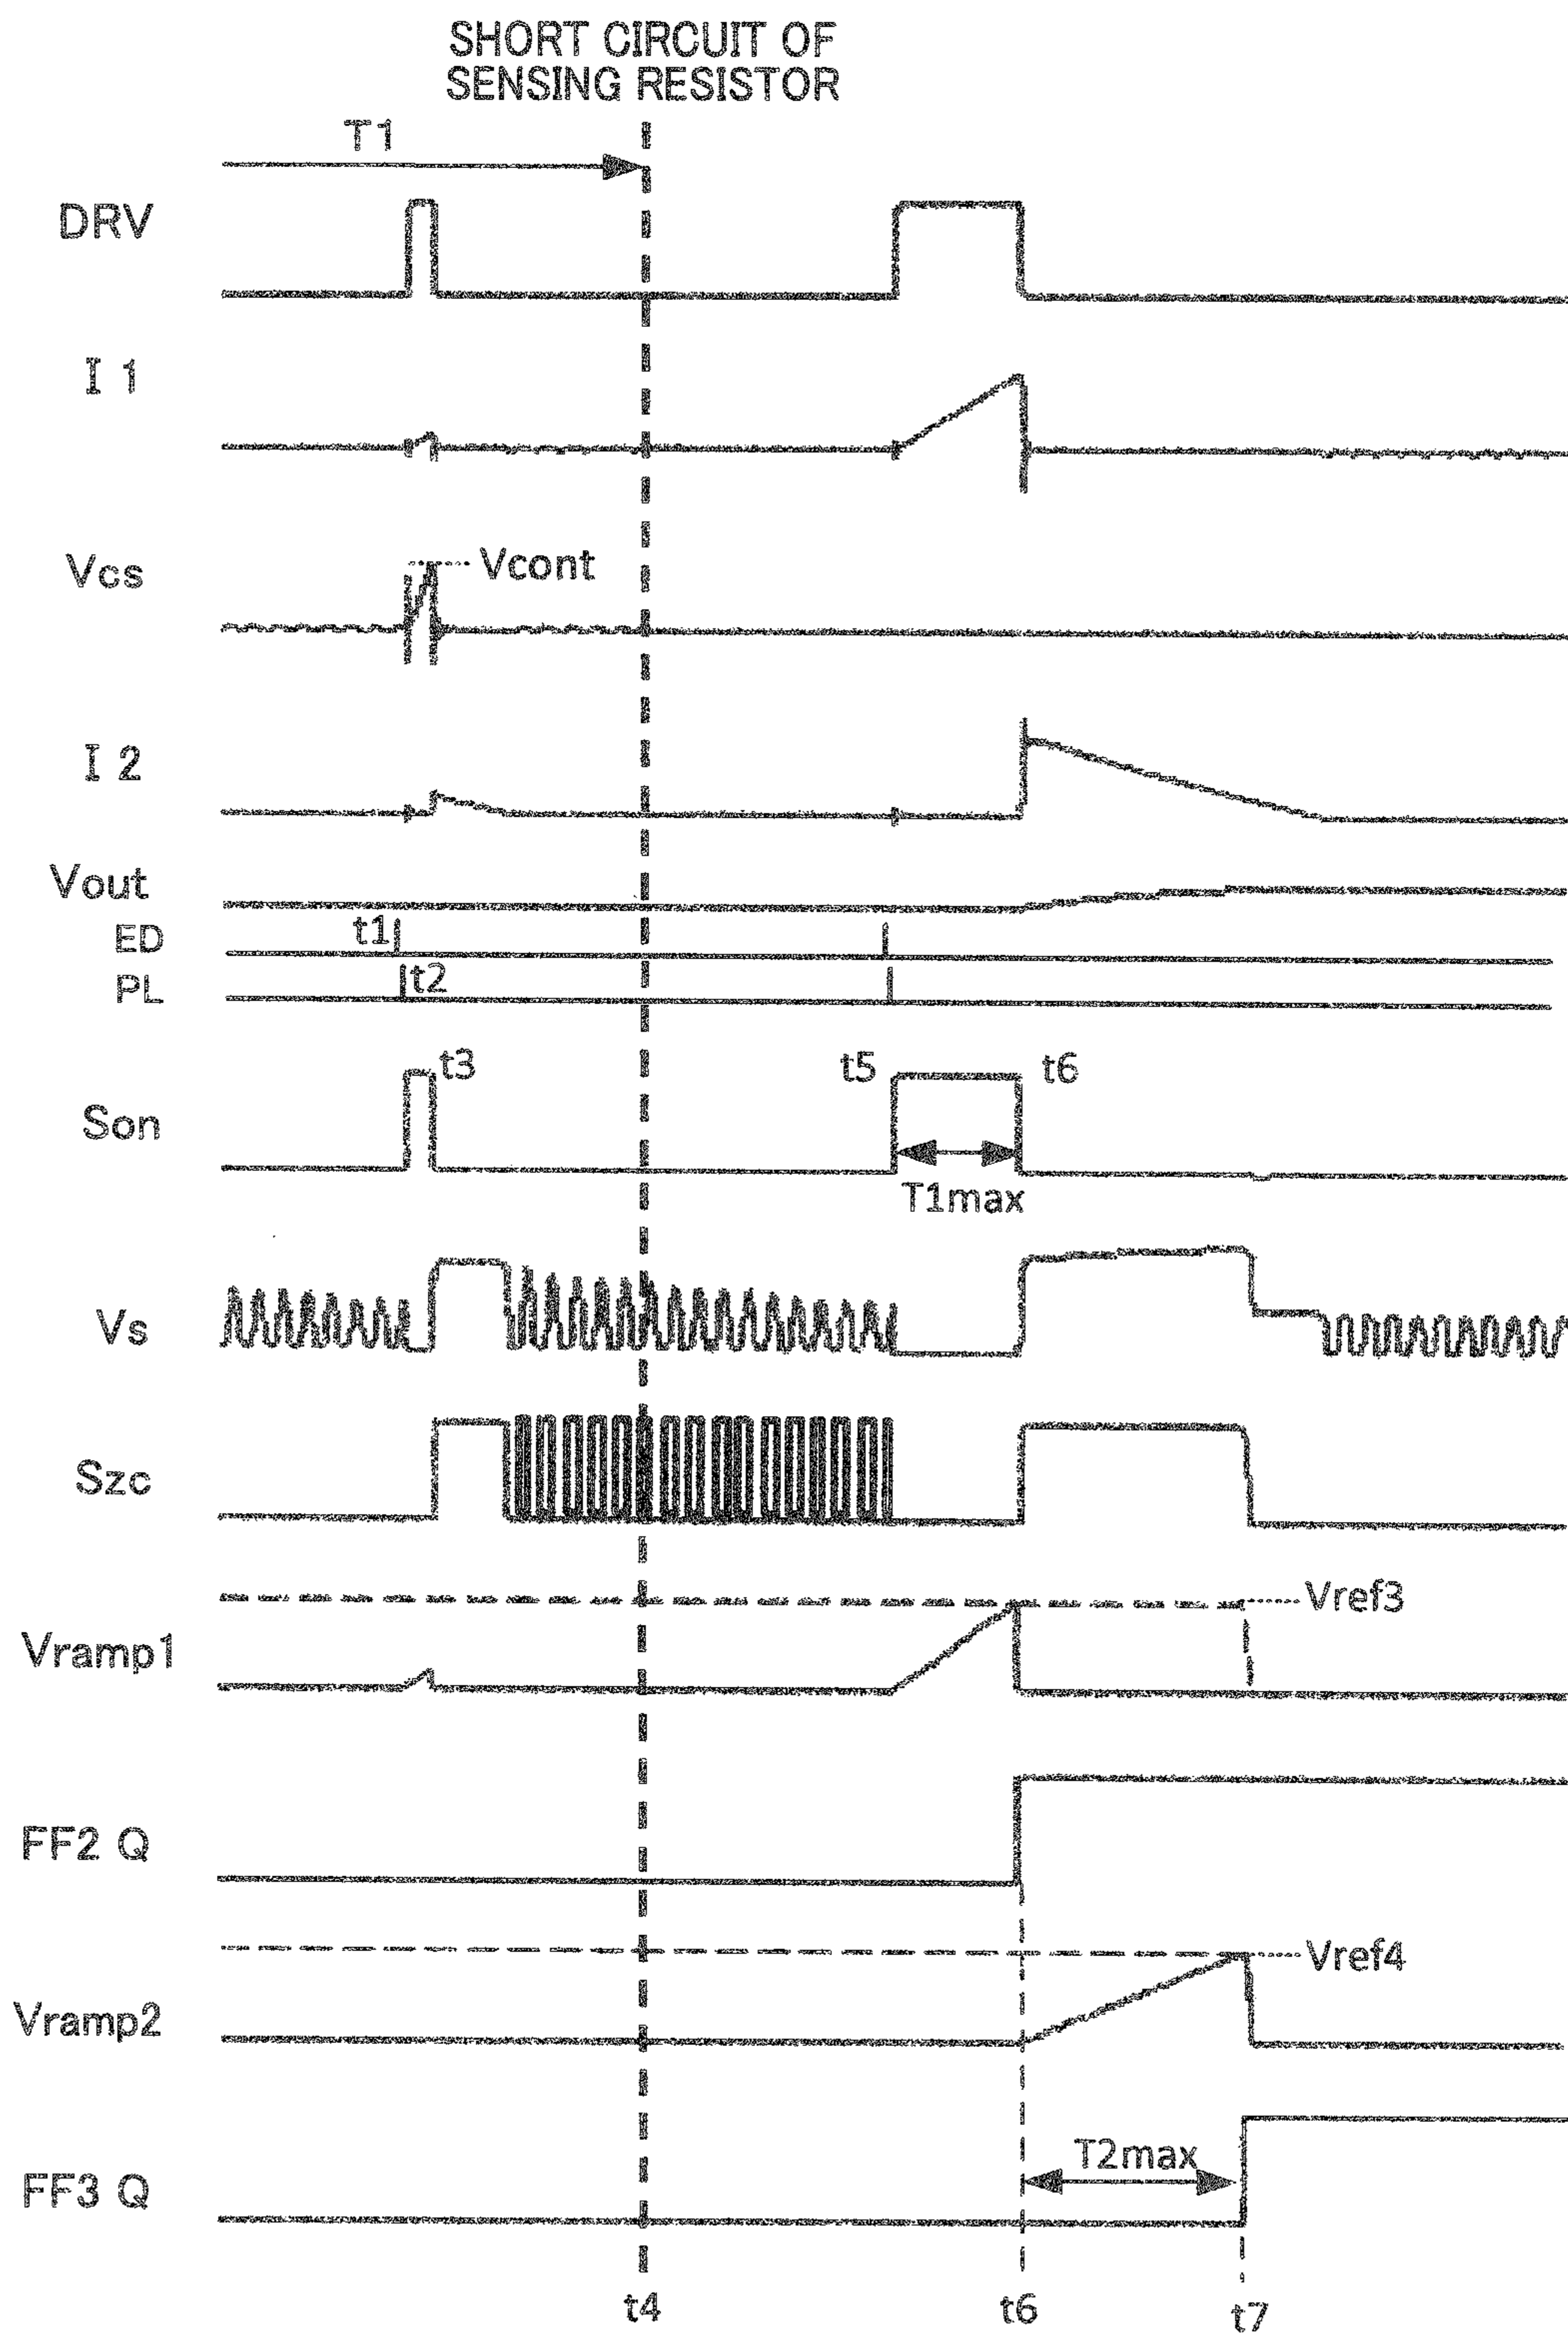 SHORT CIRCUIT OF
SENSING RESISTOR
T1
DRV
I 1
Vcs
Vcont
I 2
Vout
t1
ED
t2
PL
t3
t5
t6
Son
T1max
Vs
Szc
Vref3
Vramp1
FF2 Q
Vref4
Vramp2
T2max
FF3 Q
t4
t6
t7